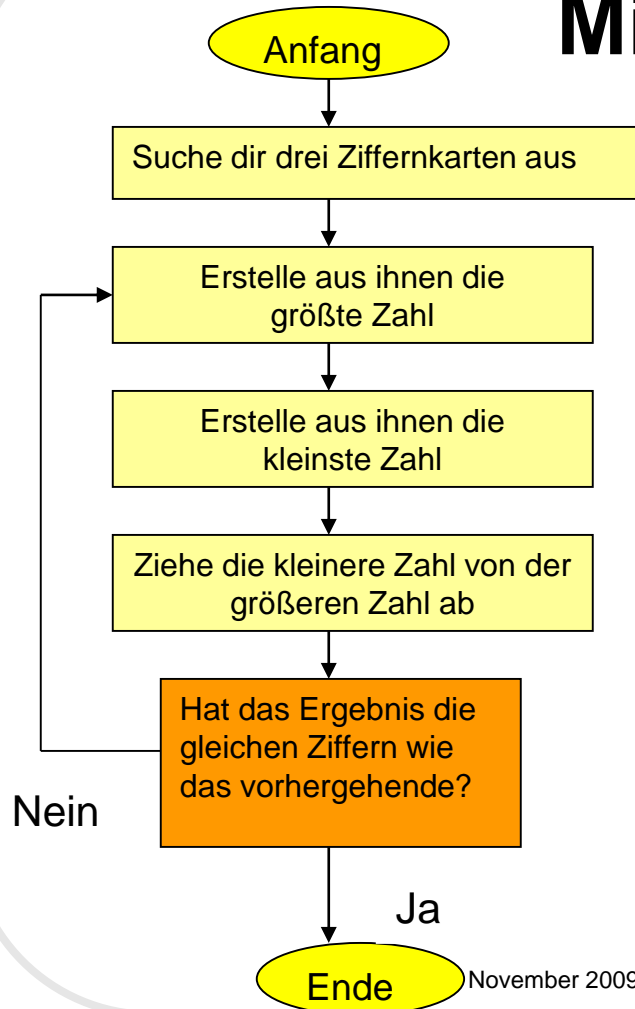 Mi
Anfang
Suche dir drei Ziffernkarten aus
Erstelle aus ihnen die
größte Zahl
Erstelle aus ihnen die
kleinste Zahl
Ziehe die kleinere Zahl von der
größeren Zahl ab
Hat das Ergebnis die
gleichen Ziffern wie
das vorhergehende?
Nein
Ja
Ende
November 2009